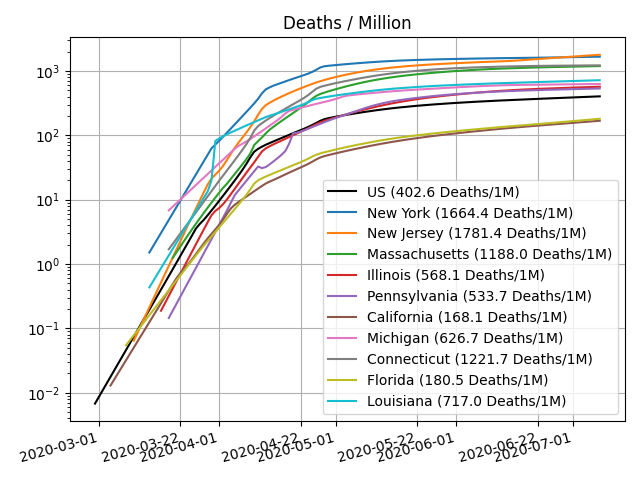 Deaths / Million
10³
10²
10¹
10⁰
10⁻¹
10⁻²
US (402.6 Deaths/1M)
New York (1664.4 Deaths/1M)
New Jersey (1781.4 Deaths/1M)
Massachusetts (1188.0 Deaths/1M)
Illinois (568.1 Deaths/1M)
Pennsylvania (533.7 Deaths/1M)
California (168.1 Deaths/1M)
Michigan (626.7 Deaths/1M)
Connecticut (1221.7 Deaths/1M)
Florida (180.5 Deaths/1M)
Louisiana (717.0 Deaths/1M)
2020-03-01
2020-03-22
2020-04-01
2020-04-22
2020-05-01
2020-05-22
2020-06-01
2020-06-22
2020-07-01